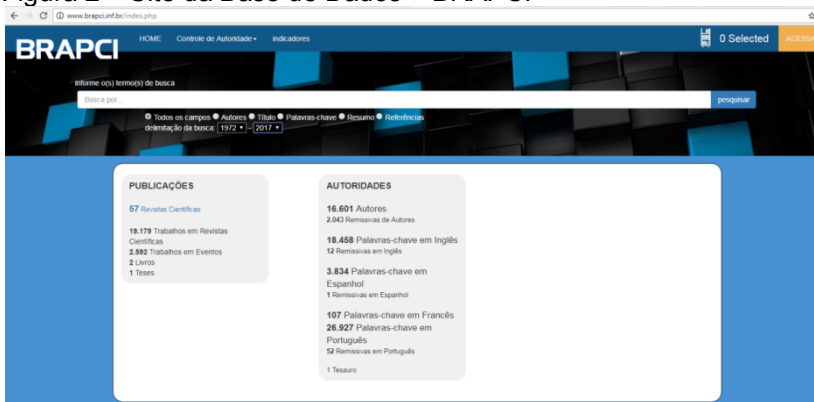 Figura 2 – Site da Base de Dados – BRAPCI
www.brapci.inf.br/index.php
BRAPCI
HOME Controle de Autoridade Indicadores
0 Selected
Informe o(s) termo(s) de busca
Busca por...
pesquisar
Todos os campos Autores Título Palavras-chave Resumo Referências
delimitação da busca: 1972 - 2017
PUBLICAÇÕES
57 Revistas Científicas
19.179 Trabalhos em Revistas
Científicas
2.592 Trabalhos em Eventos
2 Livros
1 Teses
AUTORIDADES
16.601 Autores
2.043 Remissivas de Autores
18.458 Palavras-chave em Inglês
12 Remissivas em Inglês
3.834 Palavras-chave em
Espanhol
1 Remissivas em Espanhol
107 Palavras-chave em Francês
26.927 Palavras-chave em
Português
52 Remissivas em Português
1 Tesauro